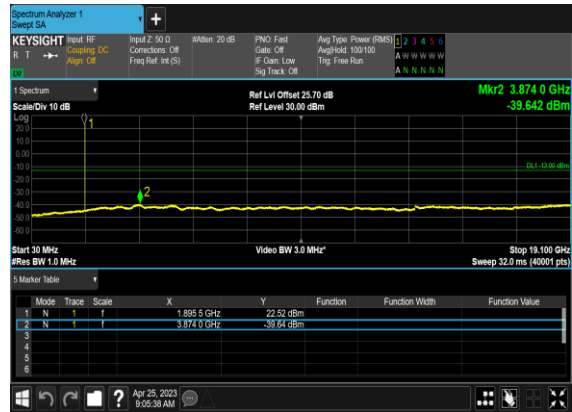 Spectrum Analyzer 1
Swept SA
+
KEYSIGHT Input: RF Input Z: 50 Ω #Atten: 20 dB PNO: Fast Avg Type: Power (RMS) 1 2 3 4 5 6
R T Coupling: DC Corrections: Off Gate: Off Avg|Hold: 100/100 A W W W W W
Align: Off Freq Ref: Int (S) IF Gain: Low Trig: Free Run
Sig Track: Off A N N N N N
1 Spectrum Ref Lvl Offset 25.70 dB Mkr2 3.874 0 GHz
Scale/Div 10 dB Ref Level 30.00 dBm -39.642 dBm
Log
1
20.0
10.0
0.00
-10.0
DL1 -13.00 dBm
-20.0
-30.0
2
-40.0
-50.0
-60.0
Start 30 MHz Video BW 3.0 MHz* Stop 19.100 GHz
#Res BW 1.0 MHz Sweep 32.0 ms (40001 pts)
5 Marker Table
Mode Trace Scale X Y Function Function Width Function Value
1 N 1 f 1.895 5 GHz 22.52 dBm
2 N 1 f 3.874 0 GHz -39.64 dBm
3
4
5
6
? Apr 25, 2023
9:05:38 AM